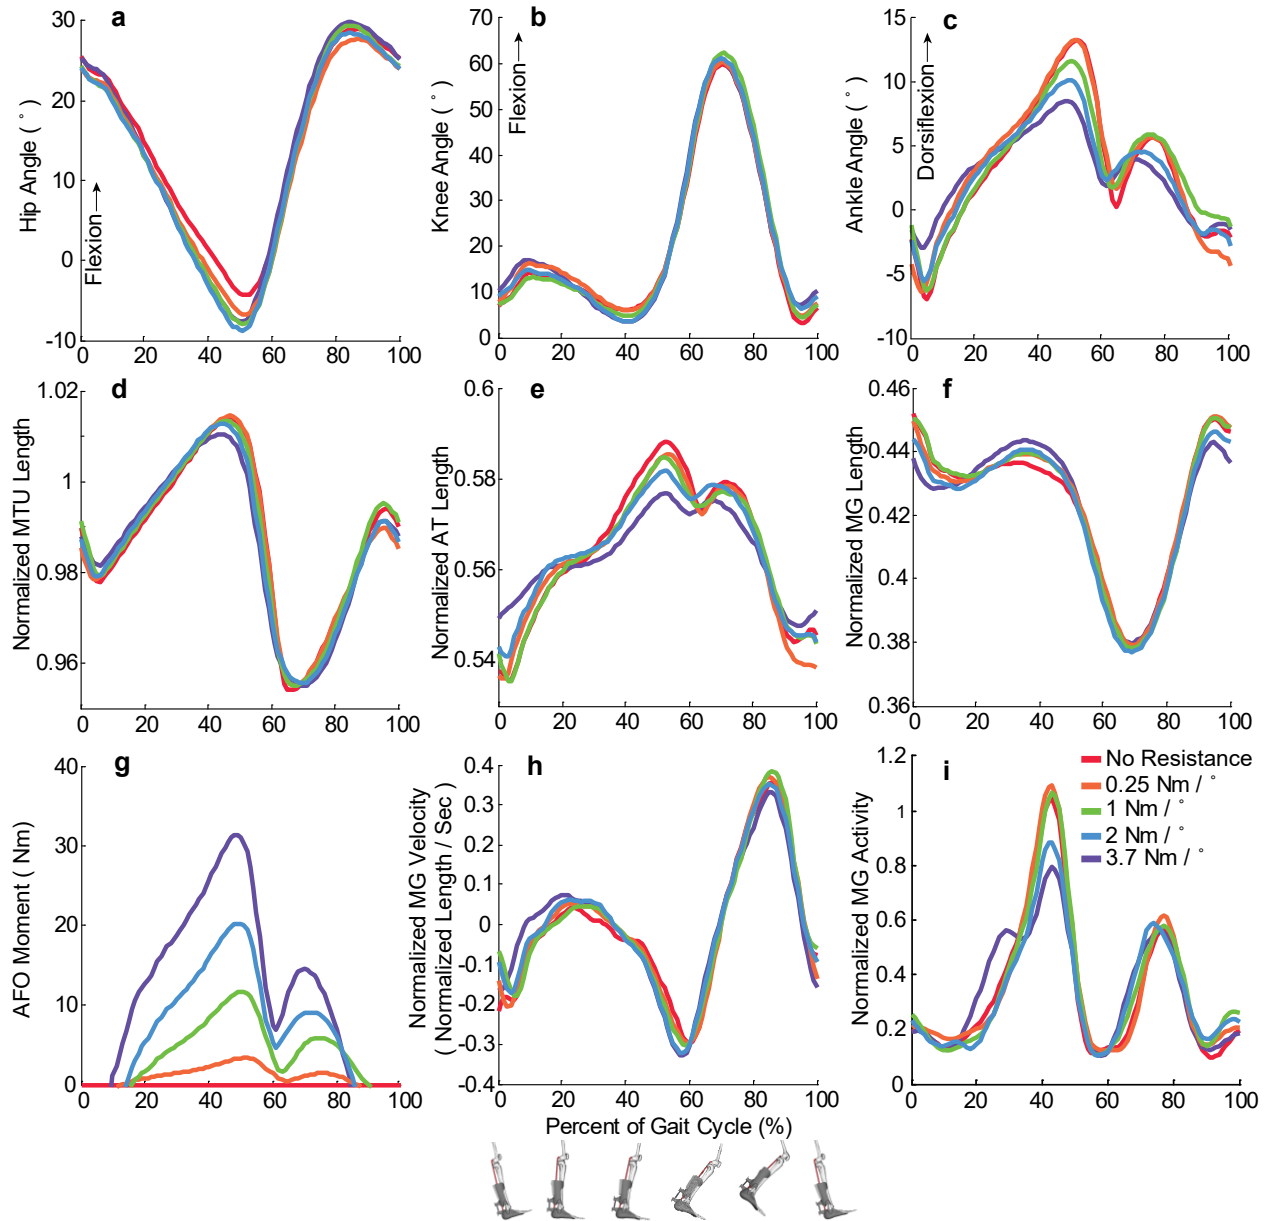 a
30
20
10
0
-10
0 20 40 60 80 100
Hip Angle ( ° )
Flexion
b
70
60
50
40
30
20
10
0
0 20 40 60 80 100
Knee Angle ( ° )
Flexion
c
15
10
5
0
-5
-10
0 20 40 60 80 100
Ankle Angle ( ° )
Dorsiflexion
d
1.02
1
0.98
0.96
0 20 40 60 80 100
Normalized MTU Length
e
0.6
0.58
0.56
0.54
0 20 40 60 80 100
Normalized AT Length
f
0.46
0.44
0.42
0.4
0.38
0.36
0 20 40 60 80 100
Normalized MG Length
g
40
30
20
10
0
0 20 40 60 80 100
AFO Moment ( Nm)
h
0.4
0.3
0.2
0.1
0
-0.1
-0.2
-0.3
-0.4
0 20 40 60 80 100
Normalized MG Velocity
( Normalized Length / Sec )
i
1.2
1
0.8
0.6
0.4
0.2
0
0 20 40 60 80 100
Normalized MG Activity
No Resistance
0.25 Nm / °
1 Nm / °
2 Nm / °
3.7 Nm / °
Percent of Gait Cycle (%)